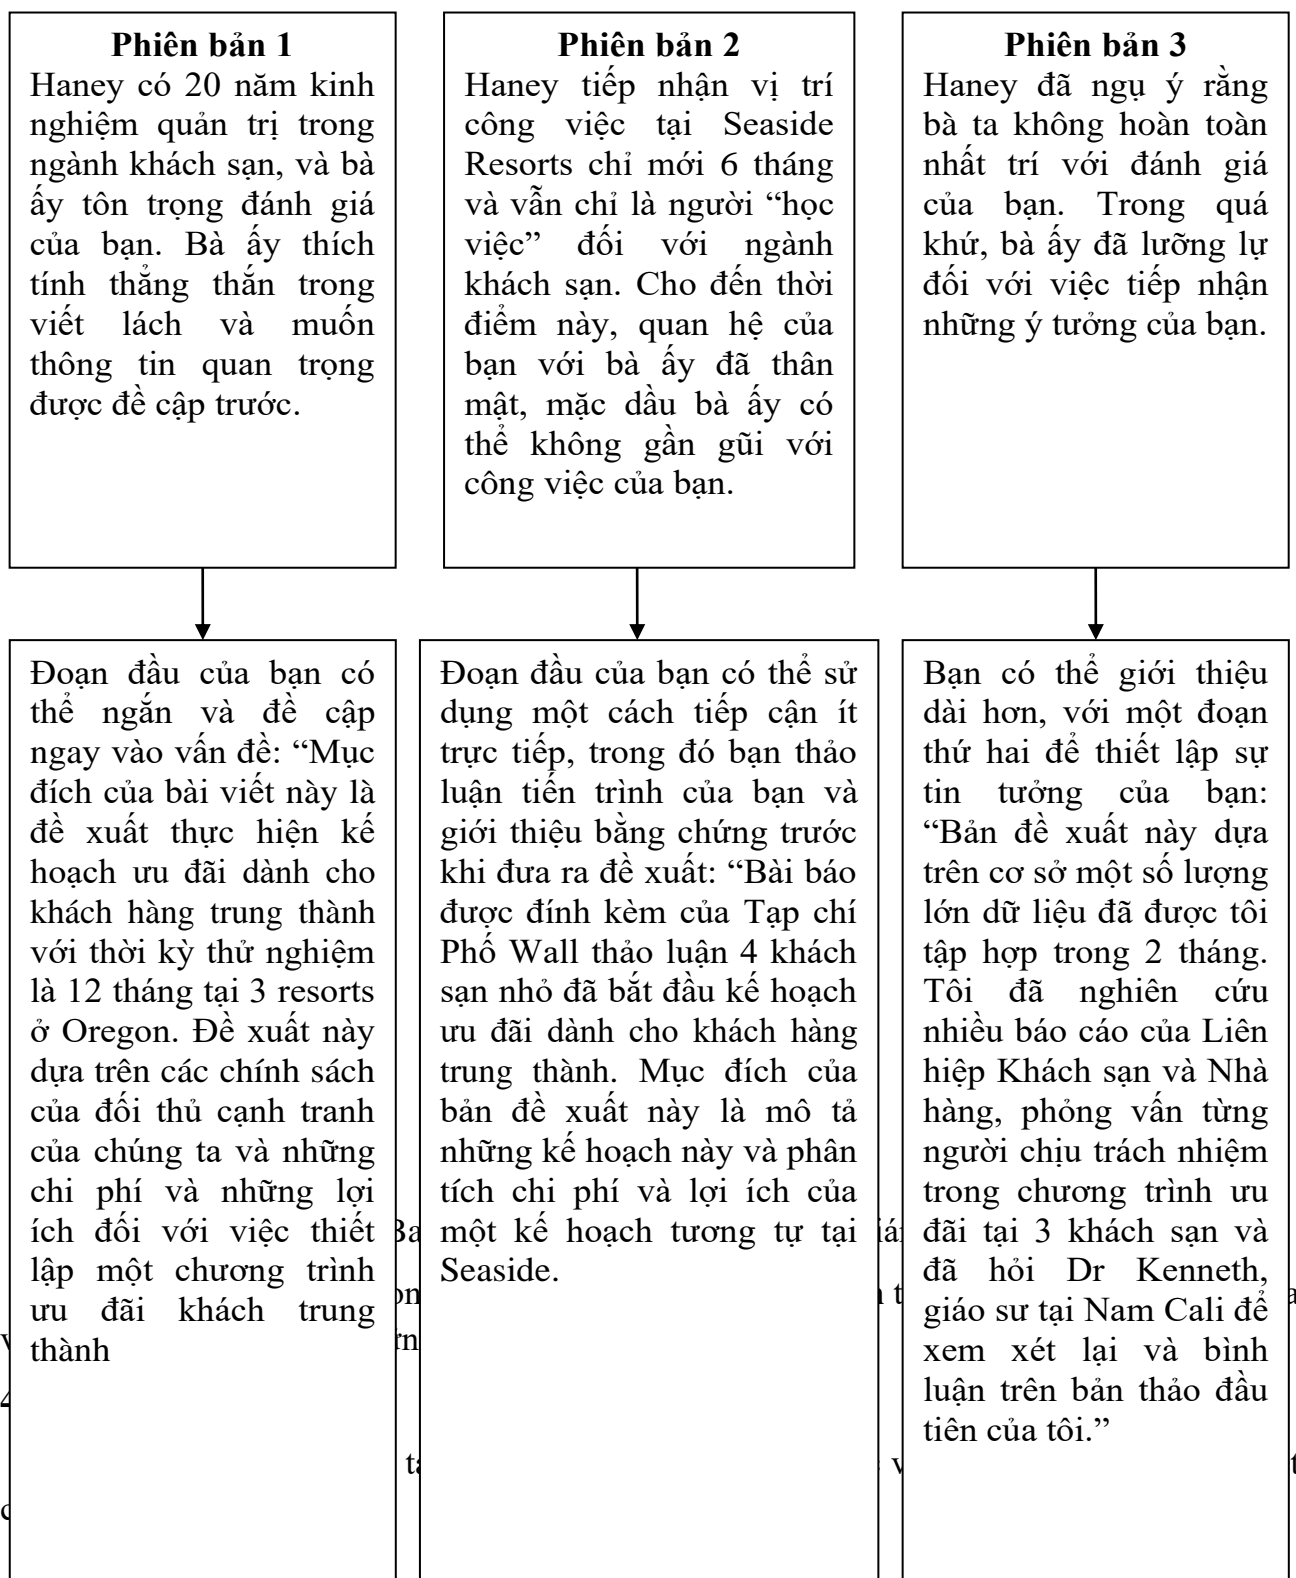 Phiên bản 1
Haney có 20 năm kinh
nghiệm quản trị trong
ngành khách sạn, và bà
ấy tôn trọng đánh giá
của bạn. Bà ấy thích
tính thẳng thắn trong
viết lách và muốn
thông tin quan trọng
được đề cập trước.
Phiên bản 2
Haney tiếp nhận vị trí
công việc tại Seaside
Resorts chỉ mới 6 tháng
và vẫn chỉ là người “học
việc” đối với ngành
khách sạn. Cho đến thời
điểm này, quan hệ của
bạn với bà ấy đã thân
mật, mặc dầu bà ấy có
thể không gần gũi với
công việc của bạn.
Phiên bản 3
Haney đã ngụ ý rằng
bà ta không hoàn toàn
nhất trí với đánh giá
của bạn. Trong quá
khứ, bà ấy đã lưỡng lự
đối với việc tiếp nhận
những ý tưởng của bạn.
Đoạn đầu của bạn có
thể ngắn và đề cập
ngay vào vấn đề: “Mục
đích của bài viết này là
đề xuất thực hiện kế
hoạch ưu đãi dành cho
khách hàng trung thành
với thời kỳ thử nghiệm
là 12 tháng tại 3 resorts
ở Oregon. Đề xuất này
dựa trên các chính sách
của đối thủ cạnh tranh
của chúng ta và những
chi phí và những lợi
ích đối với việc thiết
lập một chương trình
ưu đãi khách trung
thành
Đoạn đầu của bạn có thể sử
dụng một cách tiếp cận ít
trực tiếp, trong đó bạn thảo
luận tiến trình của bạn và
giới thiệu bằng chứng trước
khi đưa ra đề xuất: “Bài báo
được đính kèm của Tạp chí
Phố Wall thảo luận 4 khách
sạn nhỏ đã bắt đầu kế hoạch
ưu đãi dành cho khách hàng
trung thành. Mục đích của
bản đề xuất này là mô tả
những kế hoạch này và phân
tích chi phí và lợi ích của
một kế hoạch tương tự tại
Seaside.
Bạn có thể giới thiệu
dài hơn, với một đoạn
thứ hai để thiết lập sự
tin tưởng của bạn:
“Bản đề xuất này dựa
trên cơ sở một số lượng
lớn dữ liệu đã được tôi
tập hợp trong 2 tháng.
Tôi đã nghiên cứu
nhiều báo cáo của Liên
hiệp Khách sạn và Nhà
hàng, phỏng vấn từng
người chịu trách nhiệm
trong chương trình ưu
đãi tại 3 khách sạn và
đã hỏi Dr Kenneth,
giáo sư tại Nam Cali để
xem xét lại và bình
luận trên bản thảo đầu
tiên của tôi.”